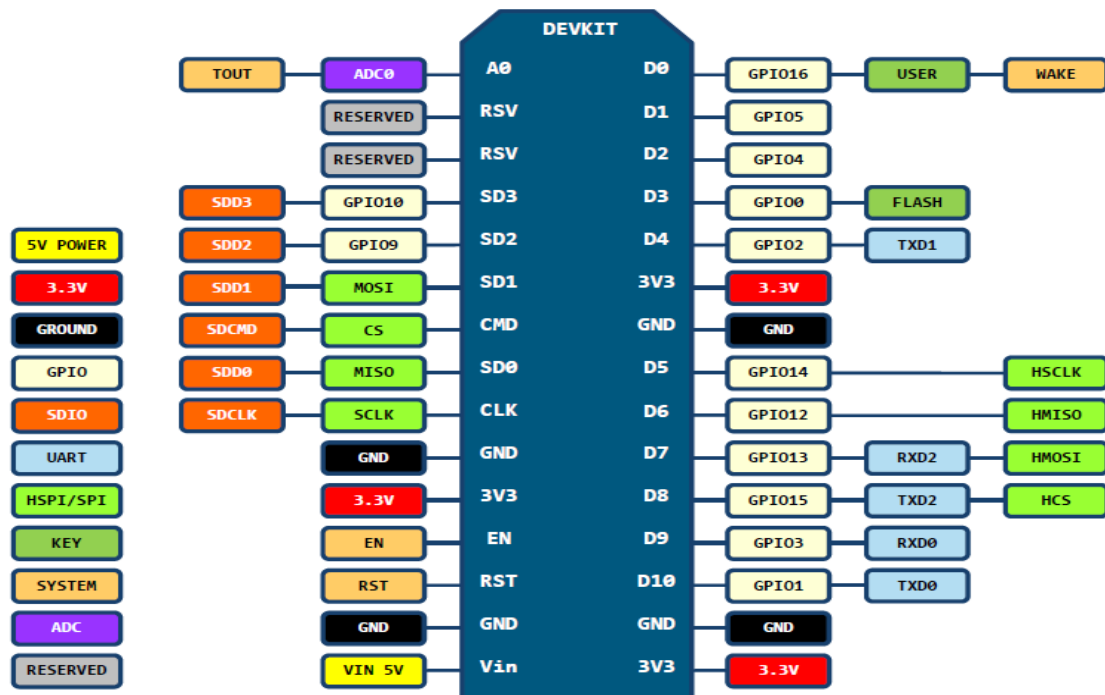 DEVKIT
TOUT ADC0 A0 D0 GPIO16 USER WAKE
RESERVED RSV D1 GPIO5
RESERVED RSV D2 GPIO4
SDD3 GPIO10 SD3 D3 GPIO0 FLASH
5V POWER SDD2 GPIO9 SD2 D4 GPIO2 TXD1
3.3V SDD1 MOSI SD1 3V3 3.3V
GROUND SDCMD CS CMD GND GND
GPIO SDD0 MISO SD0 D5 GPIO14 HSCLK
SDIO SDCLK SCLK CLK D6 GPIO12 HMISO
UART GND GND D7 GPIO13 RXD2 HMOSI
HSPI/SPI 3.3V 3V3 D8 GPIO15 TXD2 HCS
KEY EN EN D9 GPIO3 RXD0
SYSTEM RST RST D10 GPIO1 TXD0
ADC GND GND GND GND
RESERVED VIN 5V Vin 3V3 3.3V